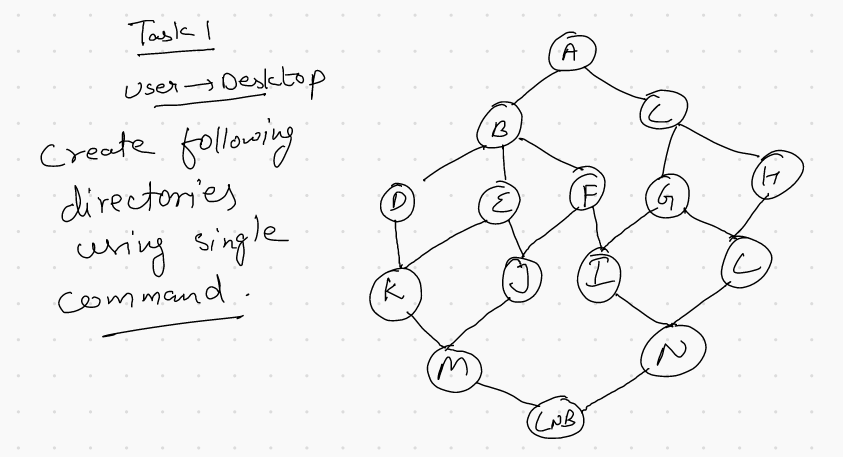 Task 1
User → Desktop
Create following
directories
using single
command.
A
B
C
D
E
F
G
H
K
J
I
L
M
N
LNB